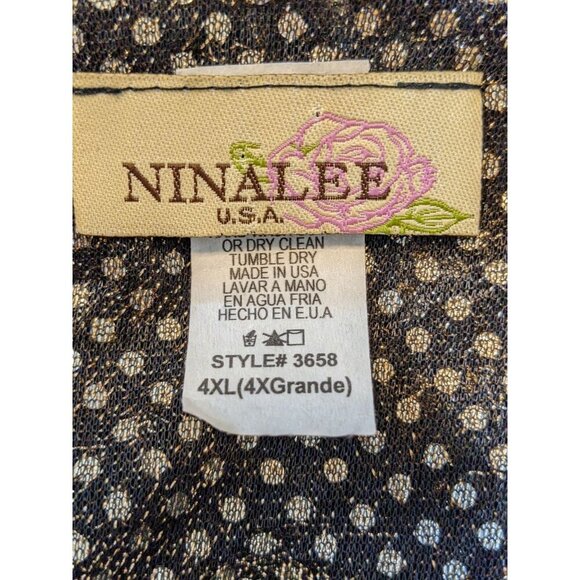 NINALEE
U.S.A.
OR DRY CLEAN
TUMBLE DRY
MADE IN USA
LAVAR A MANO
EN AGUA FRIA
HECHO EN E.U.A
STYLE# 3658
4XL(4XGrande)